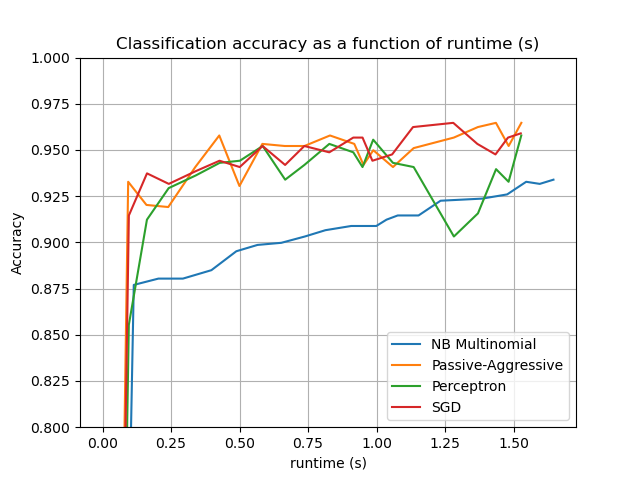 Classification accuracy as a function of runtime (s)
1.000
0.975
0.950
0.925
0.900
0.875
0.850
0.825
0.800
Accuracy
NB Multinomial
Passive-Aggressive
Perceptron
SGD
0.00 0.25 0.50 0.75 1.00 1.25 1.50
runtime (s)